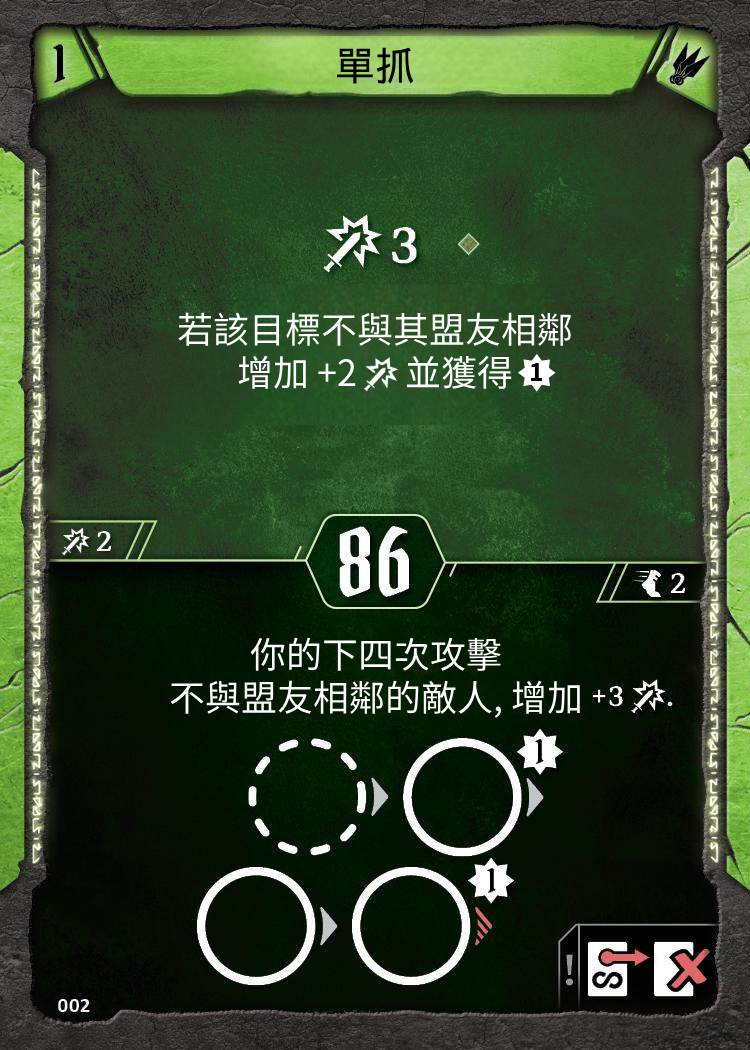 1
單抓
3
若該目標不與其盟友相鄰
增加 +2 並獲得 1
2
86
2
你的下四次攻擊
不與盟友相鄰的敵人, 增加 +3 .
1
1
!
∞
002